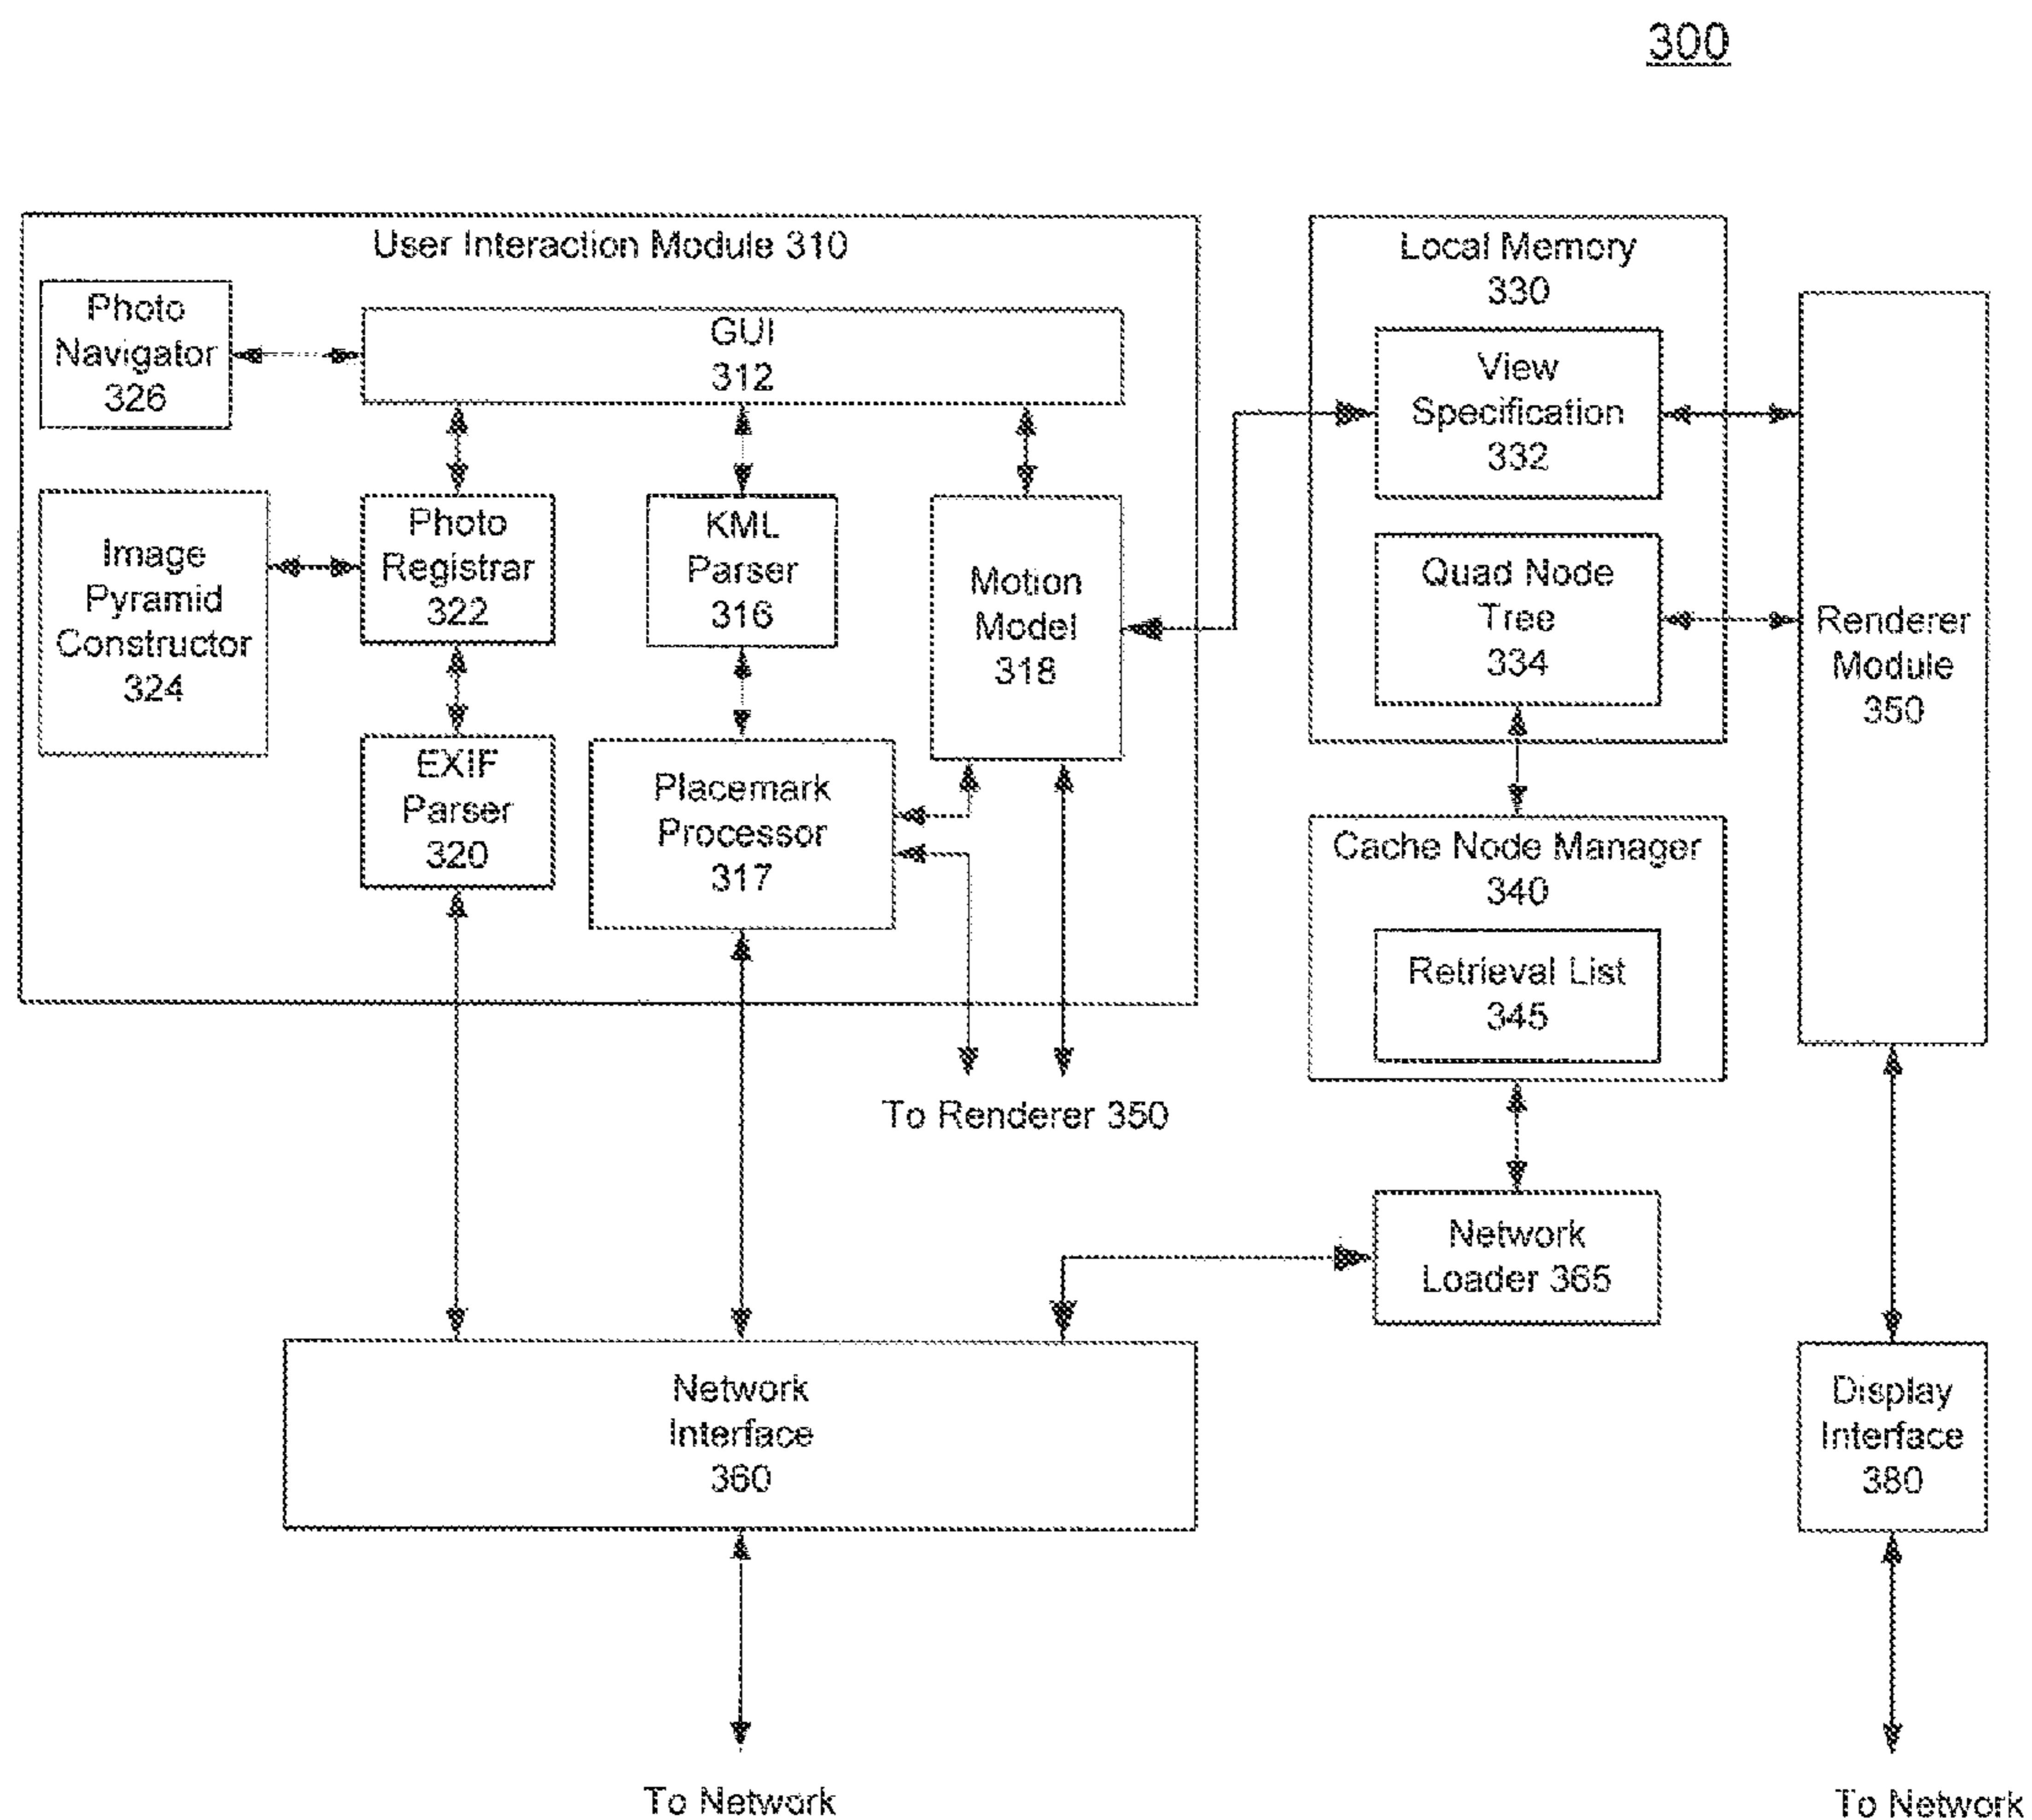 300
User Interaction Module 310
Photo
Navigator
326
GUI
312
Image
Pyramid
Constructor
324
Photo
Registrar
322
KML
Parser
316
Motion
Model
318
EXIF
Parser
320
Placemark
Processor
317
To Renderer 350
Local Memory
330
View
Specification
332
Quad Node
Tree
334
Cache Node Manager
340
Retrieval List
345
Renderer
Module
350
Network
Loader 365
Network
Interface
360
Display
Interface
380
To Network
To Network